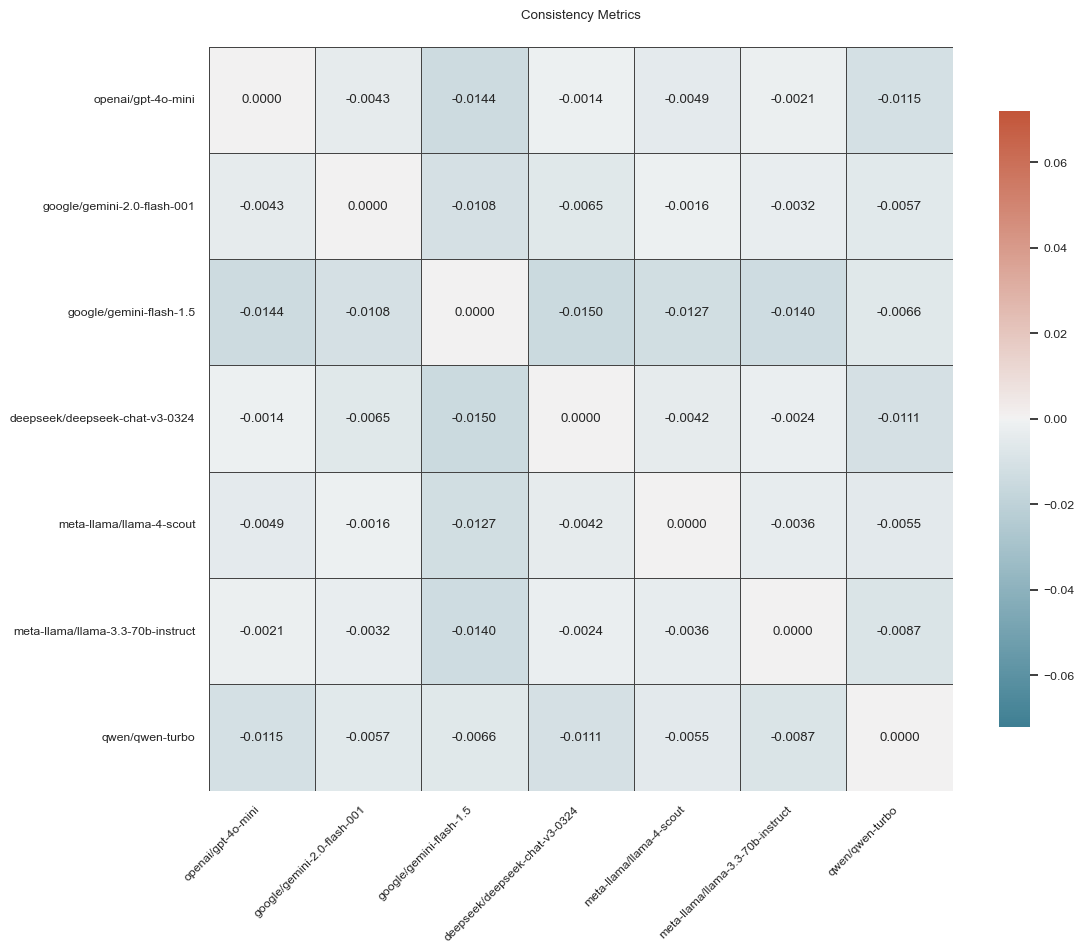 Consistency Metrics
openai/gpt-4o-mini 0.0000 -0.0043 -0.0144 -0.0014 -0.0049 -0.0021 -0.0115
google/gemini-2.0-flash-001 -0.0043 0.0000 -0.0108 -0.0065 -0.0016 -0.0032 -0.0057
google/gemini-flash-1.5 -0.0144 -0.0108 0.0000 -0.0150 -0.0127 -0.0140 -0.0066
deepseek/deepseek-chat-v3-0324 -0.0014 -0.0065 -0.0150 0.0000 -0.0042 -0.0024 -0.0111
meta-llama/llama-4-scout -0.0049 -0.0016 -0.0127 -0.0042 0.0000 -0.0036 -0.0055
meta-llama/llama-3.3-70b-instruct -0.0021 -0.0032 -0.0140 -0.0024 -0.0036 0.0000 -0.0087
qwen/qwen-turbo -0.0115 -0.0057 -0.0066 -0.0111 -0.0055 -0.0087 0.0000
openai/gpt-4o-mini
google/gemini-2.0-flash-001
google/gemini-flash-1.5
deepseek/deepseek-chat-v3-0324
meta-llama/llama-4-scout
meta-llama/llama-3.3-70b-instruct
qwen/qwen-turbo
0.06
0.04
0.02
0.00
−0.02
−0.04
−0.06